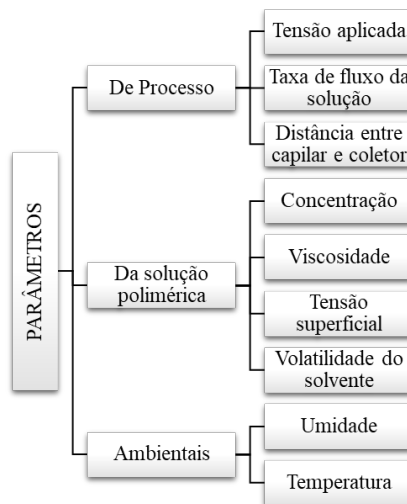 PARÂMETROS
De Processo
Tensão aplicada
Taxa de fluxo da
solução
Distância entre
capilar e coletor
Da solução
polimérica
Concentração
Viscosidade
Tensão
superficial
Volatilidade do
solvente
Ambientais
Umidade
Temperatura